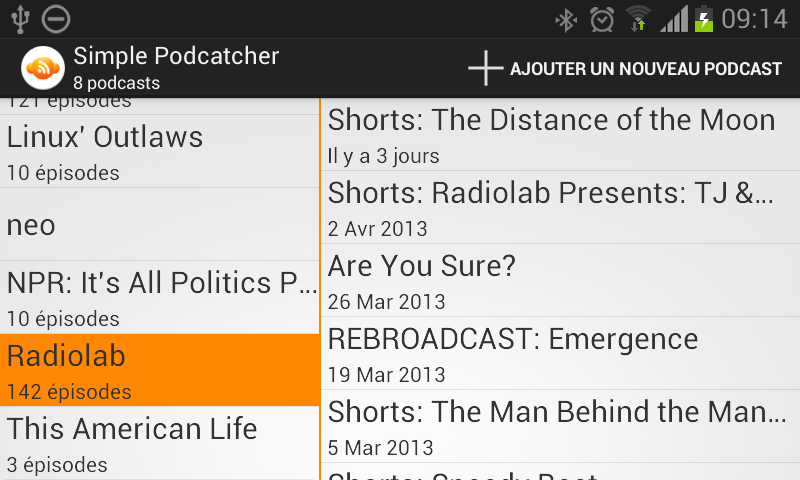 09:14
Simple Podcatcher
8 podcasts
AJOUTER UN NOUVEAU PODCAST
121 épisodes
Linux' Outlaws
10 épisodes
neo
NPR: It's All Politics P...
10 épisodes
Radiolab
142 épisodes
This American Life
3 épisodes
Shorts: The Distance of the Moon
Il y a 3 jours
Shorts: Radiolab Presents: TJ &...
2 Avr 2013
Are You Sure?
26 Mar 2013
REBROADCAST: Emergence
19 Mar 2013
Shorts: The Man Behind the Man...
5 Mar 2013
Shorts: Speedy Beet